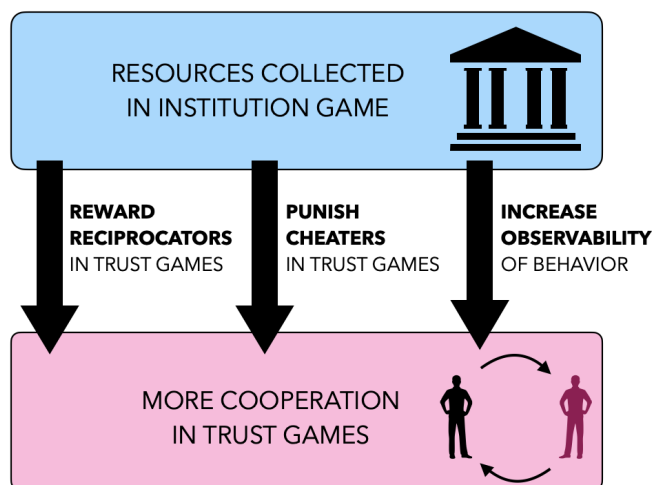 RESOURCES COLLECTED
IN INSTITUTION GAME
REWARD
RECIPROCATORS
IN TRUST GAMES
PUNISH
CHEATERS
IN TRUST GAMES
INCREASE
OBSERVABILITY
OF BEHAVIOR
MORE COOPERATION
IN TRUST GAMES